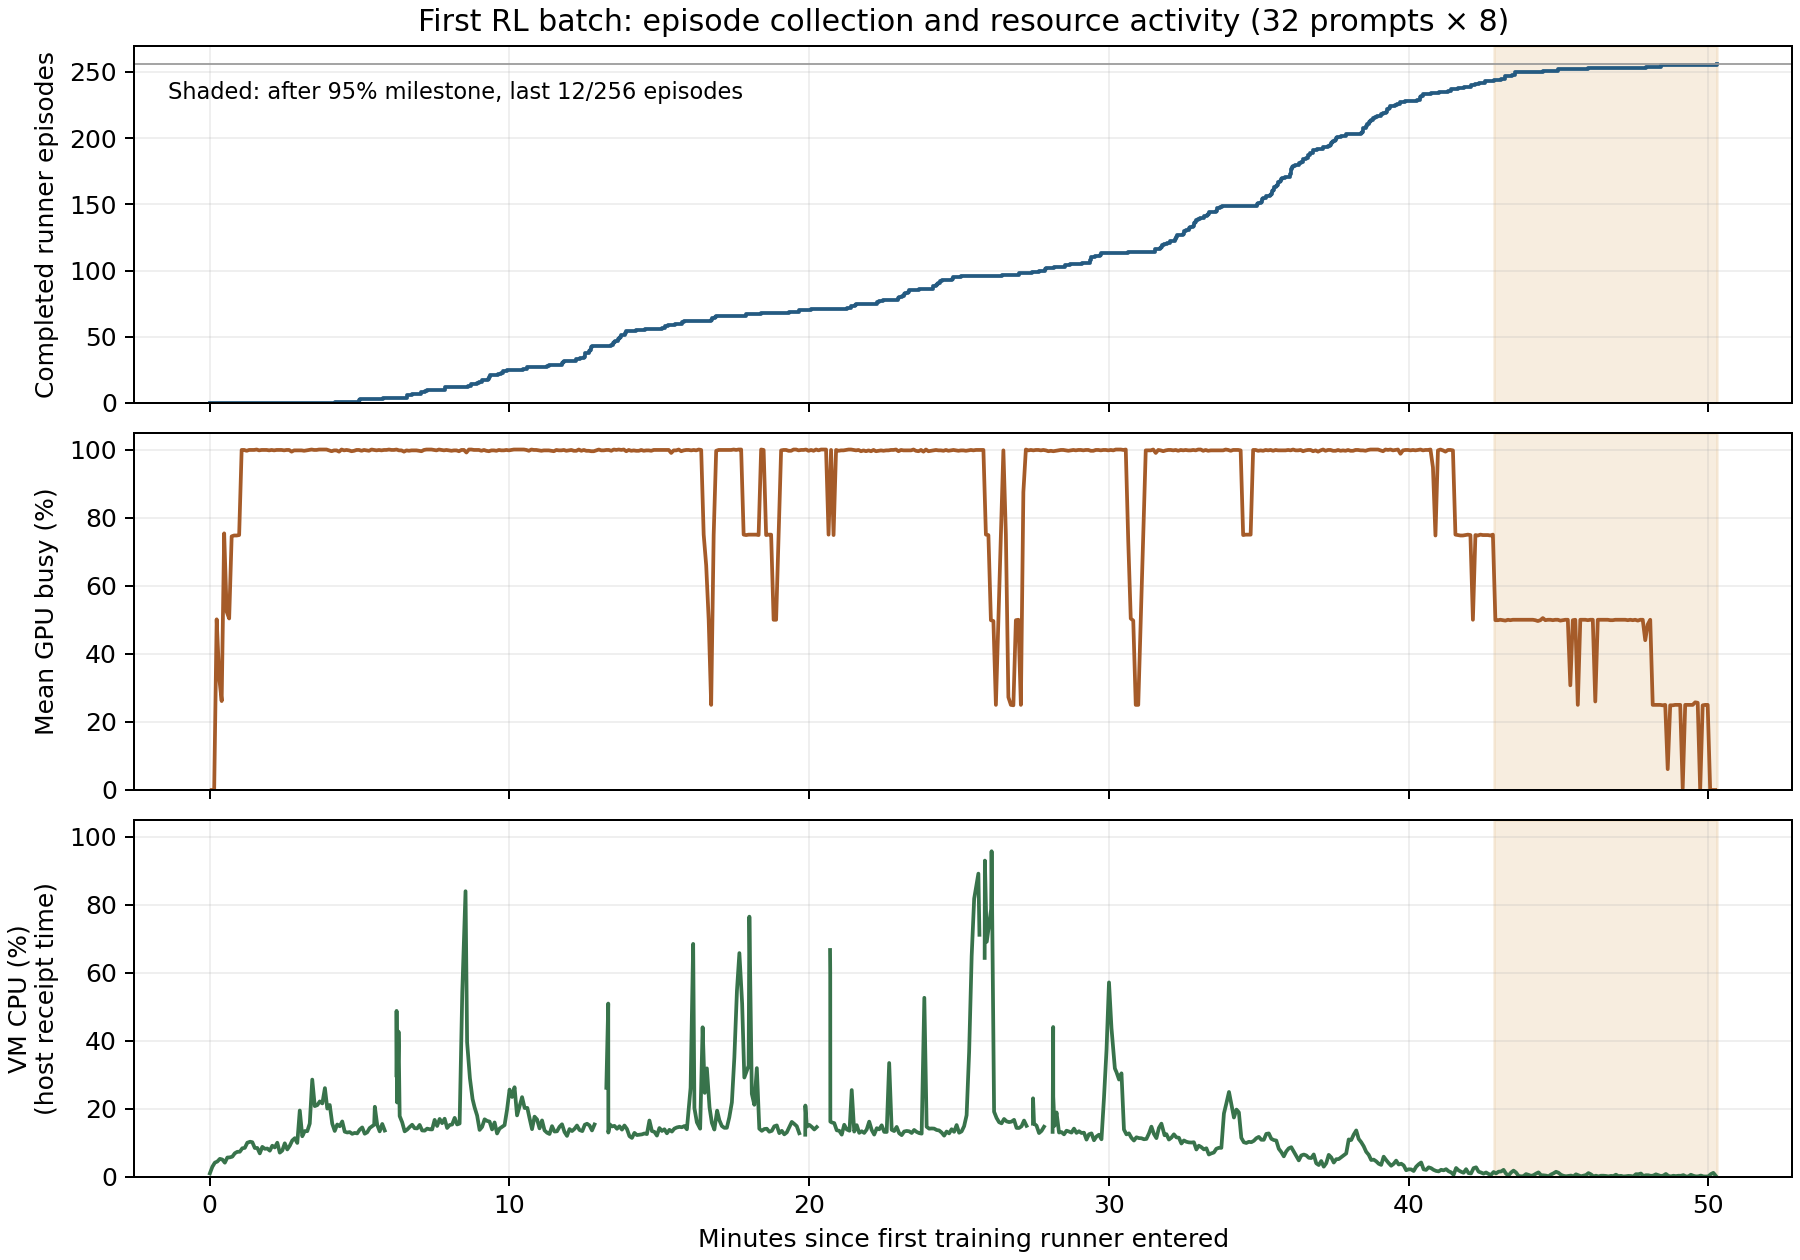 First RL batch: episode collection and resource activity (32 prompts × 8)
Completed runner episodes
250
200
150
100
50
0
Shaded: after 95% milestone, last 12/256 episodes
Mean GPU busy (%)
100
80
60
40
20
0
VM CPU (%)
(host receipt time)
100
80
60
40
20
0
0 10 20 30 40 50
Minutes since first training runner entered